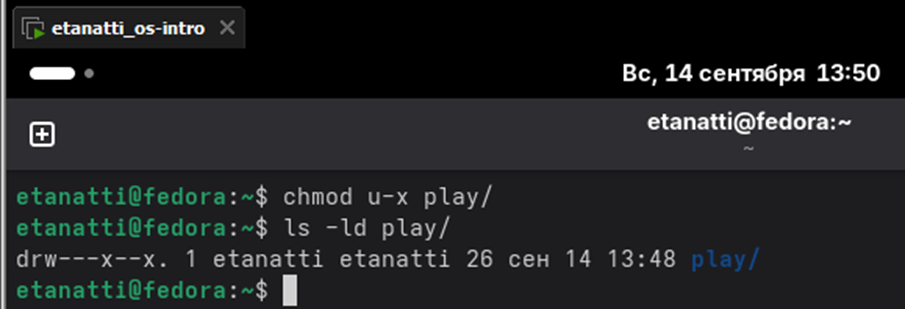 etanatti_os-intro
Вс, 14 сентября 13:50
etanatti@fedora:~
~
etanatti@fedora:~$ chmod u-x play/
etanatti@fedora:~$ ls -ld play/
drw---x--x. 1 etanatti etanatti 26 сен 14 13:48 play/
etanatti@fedora:~$